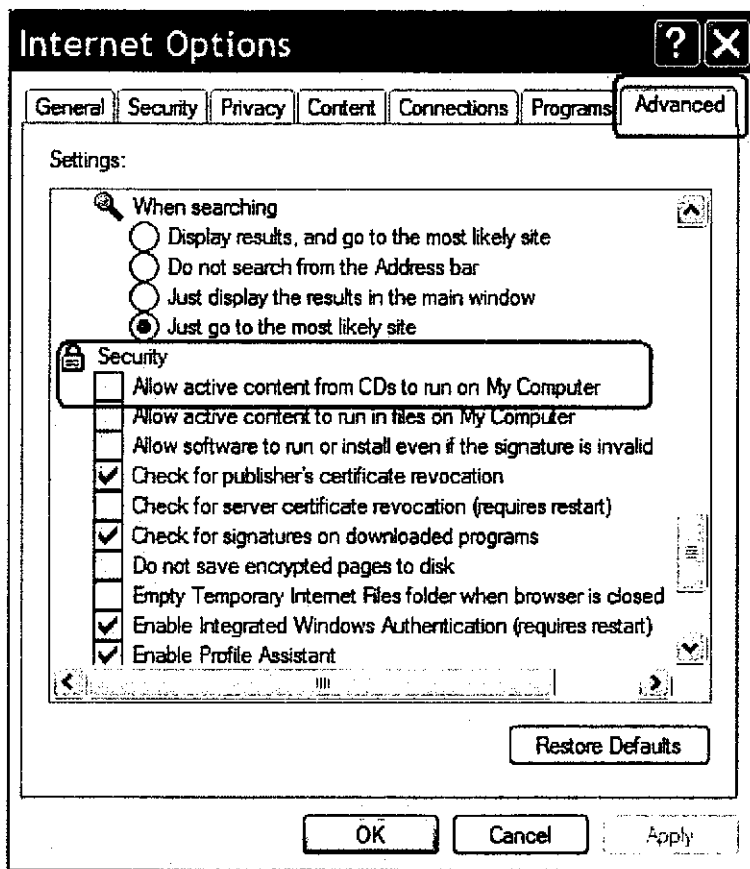 Internet Options
General Security Privacy Content Connections Programs Advanced
Settings:
When searching
Display results, and go to the most likely site
Do not search from the Address bar
Just display the results in the main window
Just go to the most likely site
Security
Allow active content from CDs to run on My Computer
Allow active content to run in files on My Computer
Allow software to run or install even if the signature is invalid
Check for publisher's certificate revocation
Check for server certificate revocation (requires restart)
Check for signatures on downloaded programs
Do not save encrypted pages to disk
Empty Temporary Internet Files folder when browser is closed
Enable Integrated Windows Authentication (requires restart)
Enable Profile Assistant
Restore Defaults
OK Cancel Apply